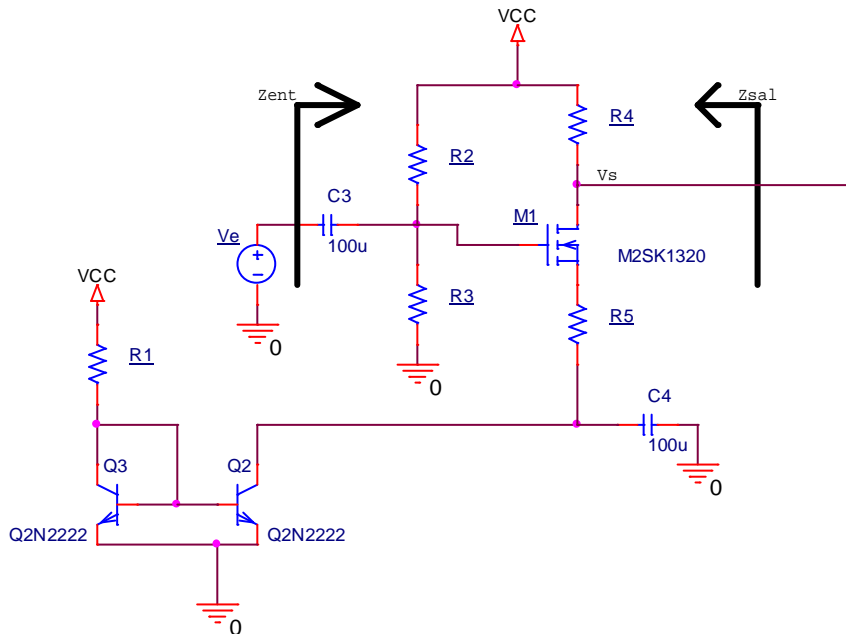 VCC
Zent
Zsal
R4
R2
Vs
C3
M1
Ve
100u
M2SK1320
VCC
R3
R5
0
R1
0
C4
100u
Q3
Q2
0
Q2N2222
Q2N2222
0